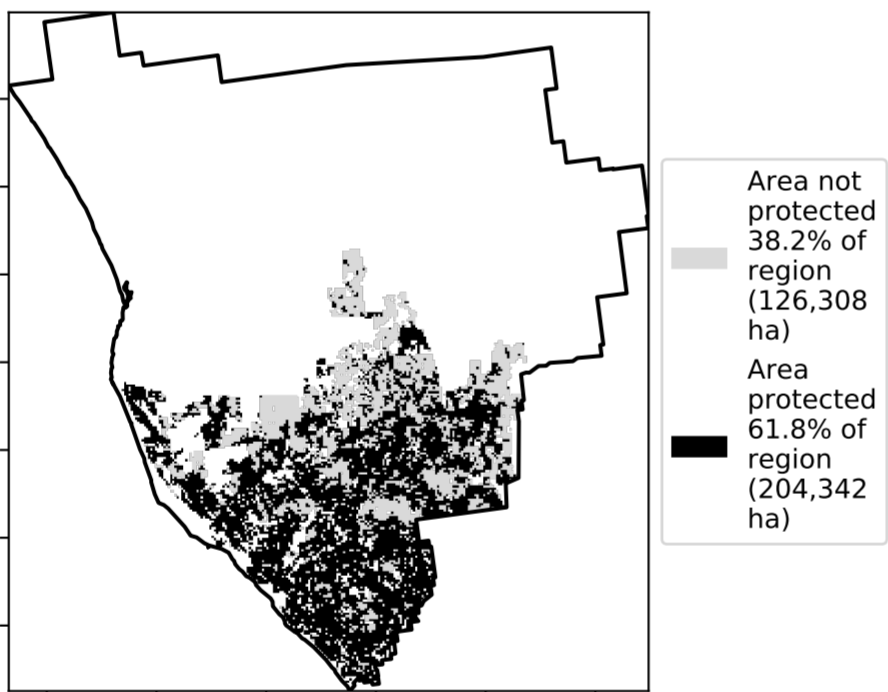 Area not
protected
38.2% of
region
(126,308
ha)
Area
protected
61.8% of
region
(204,342
ha)